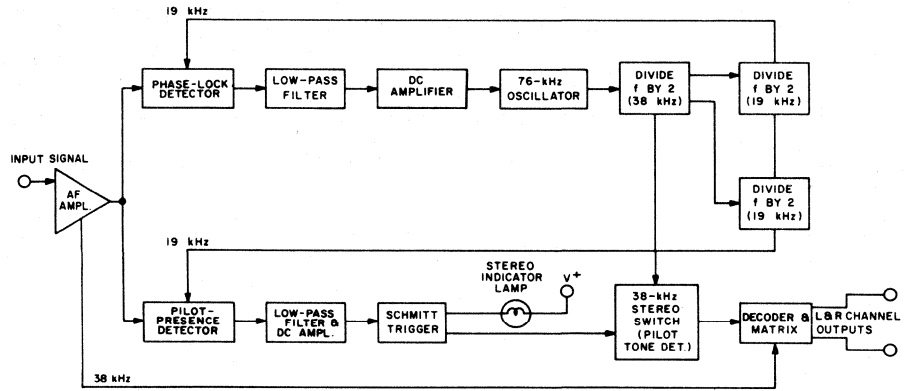 19 kHz
PHASE-LOCK
DETECTOR
LOW-PASS
FILTER
DC
AMPLIFIER
76-kHz
OSCILLATOR
DIVIDE
f BY 2
(38 kHz)
DIVIDE
f BY 2
(19 kHz)
INPUT SIGNAL
AF
AMPL.
DIVIDE
f BY 2
(19 kHz)
19 kHz
STEREO
INDICATOR
LAMP
V+
PILOT-
PRESENCE
DETECTOR
LOW-PASS
FILTER &
DC AMPL.
SCHMITT
TRIGGER
38-kHz
STEREO
SWITCH
(PILOT
TONE DET.)
DECODER &
MATRIX
L&R CHANNEL
OUTPUTS
38 kHz